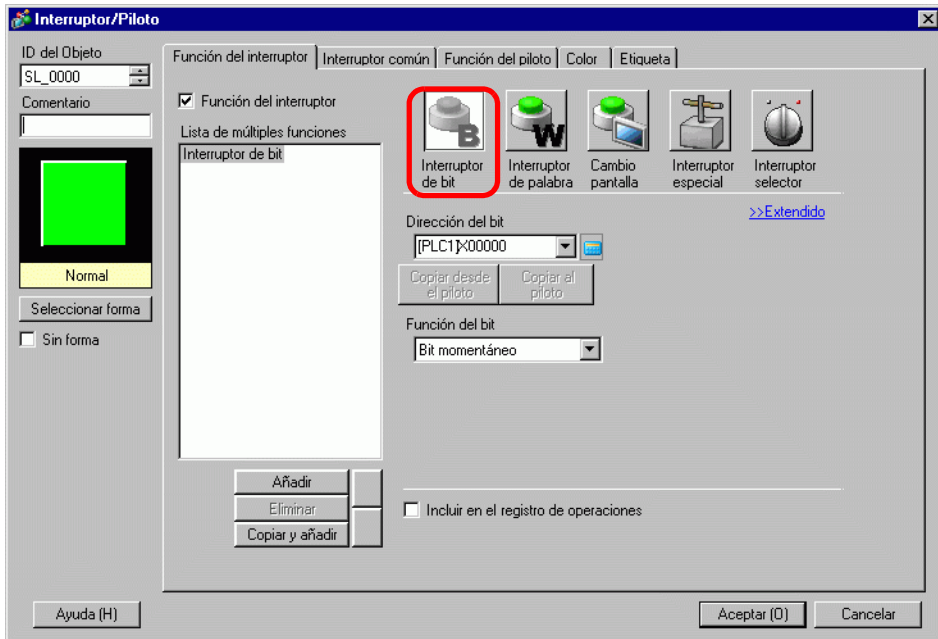 Interruptor/Piloto
ID del Objeto
SL_0000
Comentario
Normal
Seleccionar forma
Sin forma
Función del interruptor
Interruptor común
Función del piloto
Color
Etiqueta
Función del interruptor
Lista de múltiples funciones
Interruptor de bit
Añadir
Eliminar
Copiar y añadir
B
Interruptor
de bit
W
Interruptor
de palabra
Cambio
pantalla
Interruptor
especial
Interruptor
selector
>>Extendido
Dirección del bit
[PLC1]X00000
Copiar desde
el piloto
Copiar al
piloto
Función del bit
Bit momentáneo
Incluir en el registro de operaciones
Ayuda (H)
Aceptar (O)
Cancelar